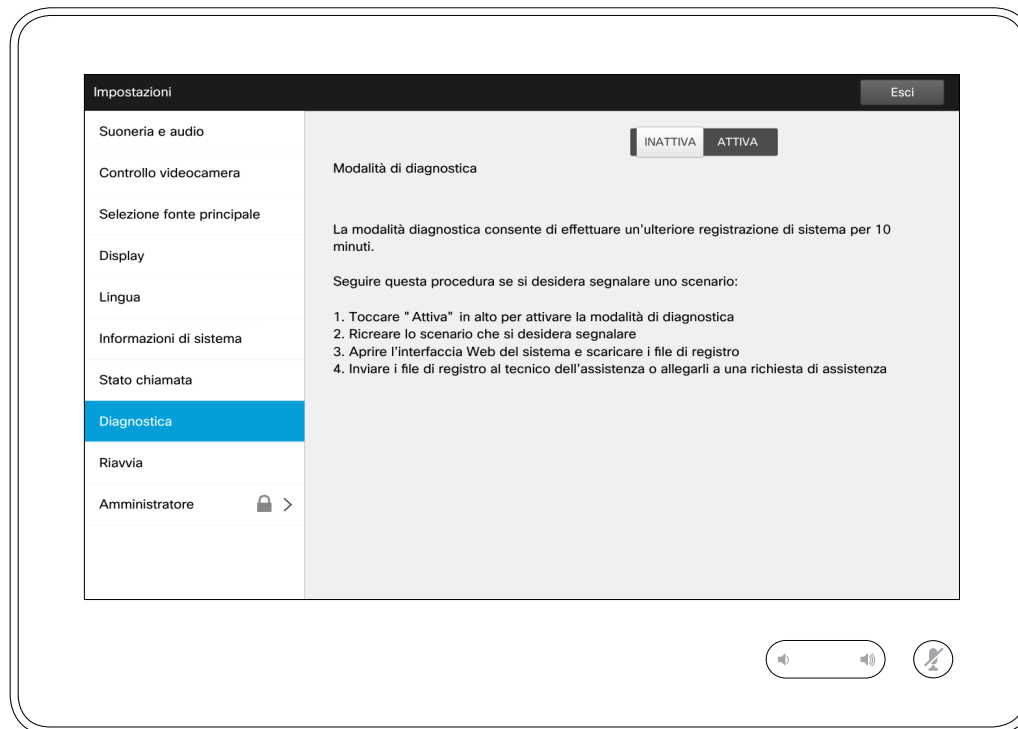 Impostazioni
Esci
Suoneria e audio
Controllo videocamera
Selezione fonte principale
Display
Lingua
Informazioni di sistema
Stato chiamata
Diagnostica
Riavvia
Amministratore
INATTIVA ATTIVA
Modalità di diagnostica
La modalità diagnostica consente di effettuare un'ulteriore registrazione di sistema per 10
minuti.
Seguire questa procedura se si desidera segnalare uno scenario:
1. Toccare "Attiva" in alto per attivare la modalità di diagnostica
2. Ricreare lo scenario che si desidera segnalare
3. Aprire l'interfaccia Web del sistema e scaricare i file di registro
4. Inviare i file di registro al tecnico dell'assistenza o allegarli a una richiesta di assistenza